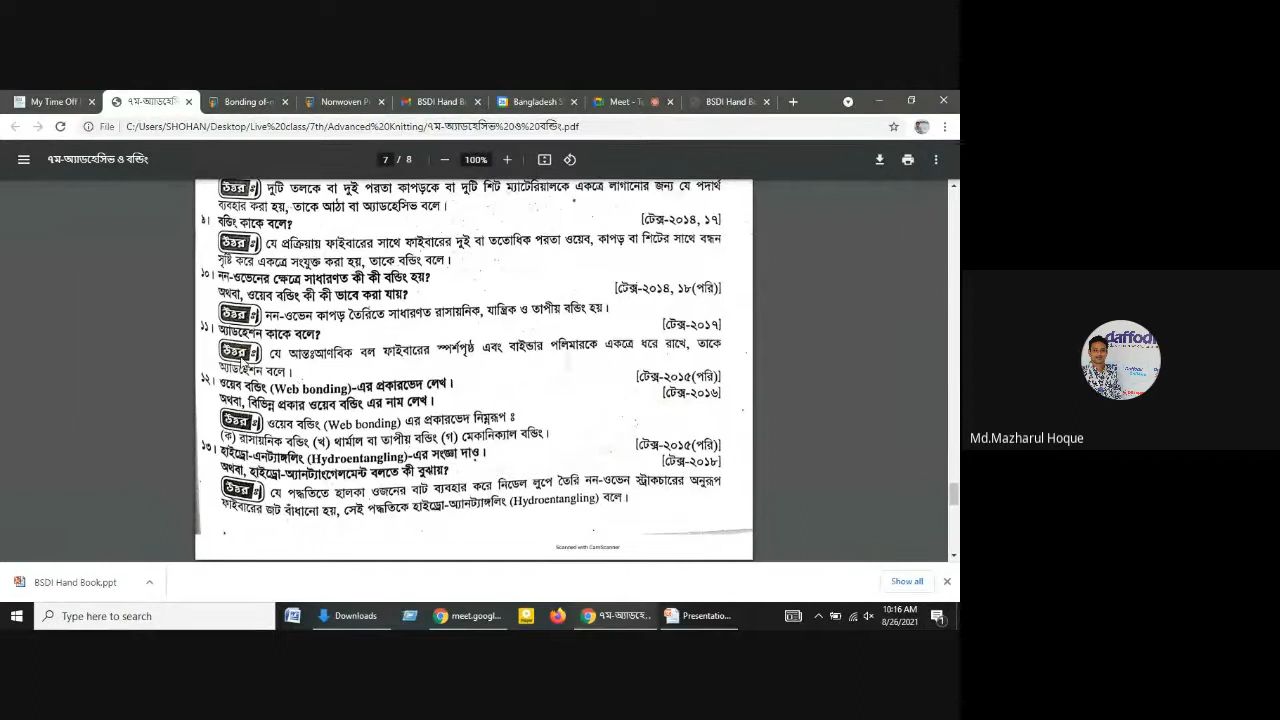 My Time Off
৭ম-অ্যাডহেসি
Bonding of-n
Nonwoven P
BSDI Hand B
Bangladesh S
Meet - T
BSDI Hand B
File
C:/Users/SHOHAN/Desktop/Live%20class/7th/Advanced%20Knitting/৭ম-অ্যাডহেসিভ%20ও%20বন্ডিং.pdf
৭ম-অ্যাডহেসিভ ও বন্ডিং
7 / 8
100%
উত্তরঃ দুটি তলকে বা দুই পরতা কাপড়কে বা দুটি শিট ম্যাটেরিয়ালকে একত্রে লাগানোর জন্য যে পদার্থ
ব্যবহার করা হয়, তাকে আঠা বা অ্যাডহেসিভ বলে।
৯। বন্ডিং কাকে বলে? [টেক্স-২০১৪, ১৭]
উত্তরঃ যে প্রক্রিয়ায় ফাইবারের সাথে ফাইবারের দুই বা ততোধিক পরতা ওয়েব, কাপড় বা শিটের সাথে বন্ধন
সৃষ্টি করে একত্রে সংযুক্ত করা হয়, তাকে বন্ডিং বলে।
১০। নন-ওভেনের ক্ষেত্রে সাধারণত কী কী বন্ডিং হয়?
অথবা, ওয়েব বন্ডিং কী কী ভাবে করা যায়? [টেক্স-২০১৪, ১৮(পরি)]
উত্তরঃ নন-ওভেন কাপড় তৈরিতে সাধারণত রাসায়নিক, যান্ত্রিক ও তাপীয় বন্ডিং হয়।
১১। অ্যাডহেশন কাকে বলে? [টেক্স-২০১৭]
উত্তরঃ যে আন্তঃআণবিক বল ফাইবারের স্পর্শপৃষ্ঠ এবং বাইন্ডার পলিমারকে একত্রে ধরে রাখে, তাকে
অ্যাডহেশন বলে।
১২। ওয়েব বন্ডিং (Web bonding)-এর প্রকারভেদ লেখ। [টেক্স-২০১৫(পরি)]
অথবা, বিভিন্ন প্রকার ওয়েব বন্ডিং এর নাম লেখ। [টেক্স-২০১৬]
উত্তরঃ ওয়েব বন্ডিং (Web bonding) এর প্রকারভেদ নিম্নরূপ ঃ
(ক) রাসায়নিক বন্ডিং (খ) থার্মাল বা তাপীয় বন্ডিং (গ) মেকানিক্যাল বন্ডিং।
১৩। হাইড্রো-এনট্যাঙ্গলিং (Hydroentangling)-এর সংজ্ঞা দাও। [টেক্স-২০১৫(পরি)]
অথবা, হাইড্রো-অ্যানট্যাংগেলমেন্ট বলতে কী বুঝায়? [টেক্স-২০১৮]
উত্তরঃ যে পদ্ধতিতে হালকা ওজনের বাট ব্যবহার করে নিডেল লুপে তৈরি নন-ওভেন স্ট্রাকচারের অনুরূপ
ফাইবারের জট বাঁধানো হয়, সেই পদ্ধতিকে হাইড্রো-অ্যানট্যাঙ্গলিং (Hydroentangling) বলে।
Scanned with CamScanner
daffodi
Md.Mazharul Hoque
BSDI Hand Book.ppt
Show all
Type here to search
Downloads
meet.googl...
৭ম-অ্যাডহে...
Presentatio...
10:16 AM
8/26/2021